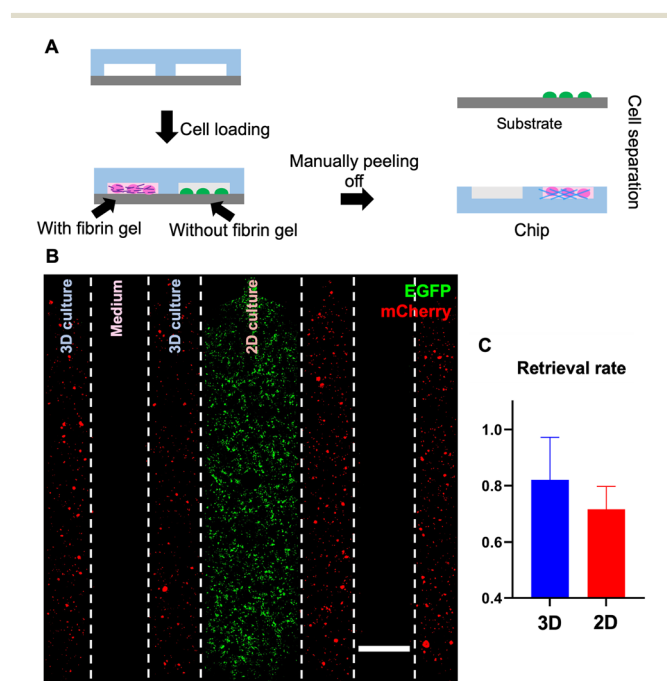 A
Cell loading
With fibrin gel
Without fibrin gel
Manually peeling
off
Substrate
Chip
Cell separation
B
3D culture
Medium
3D culture
2D culture
EGFP
mCherry
C
Retrieval rate
1.0
0.8
0.6
0.4
3D
2D